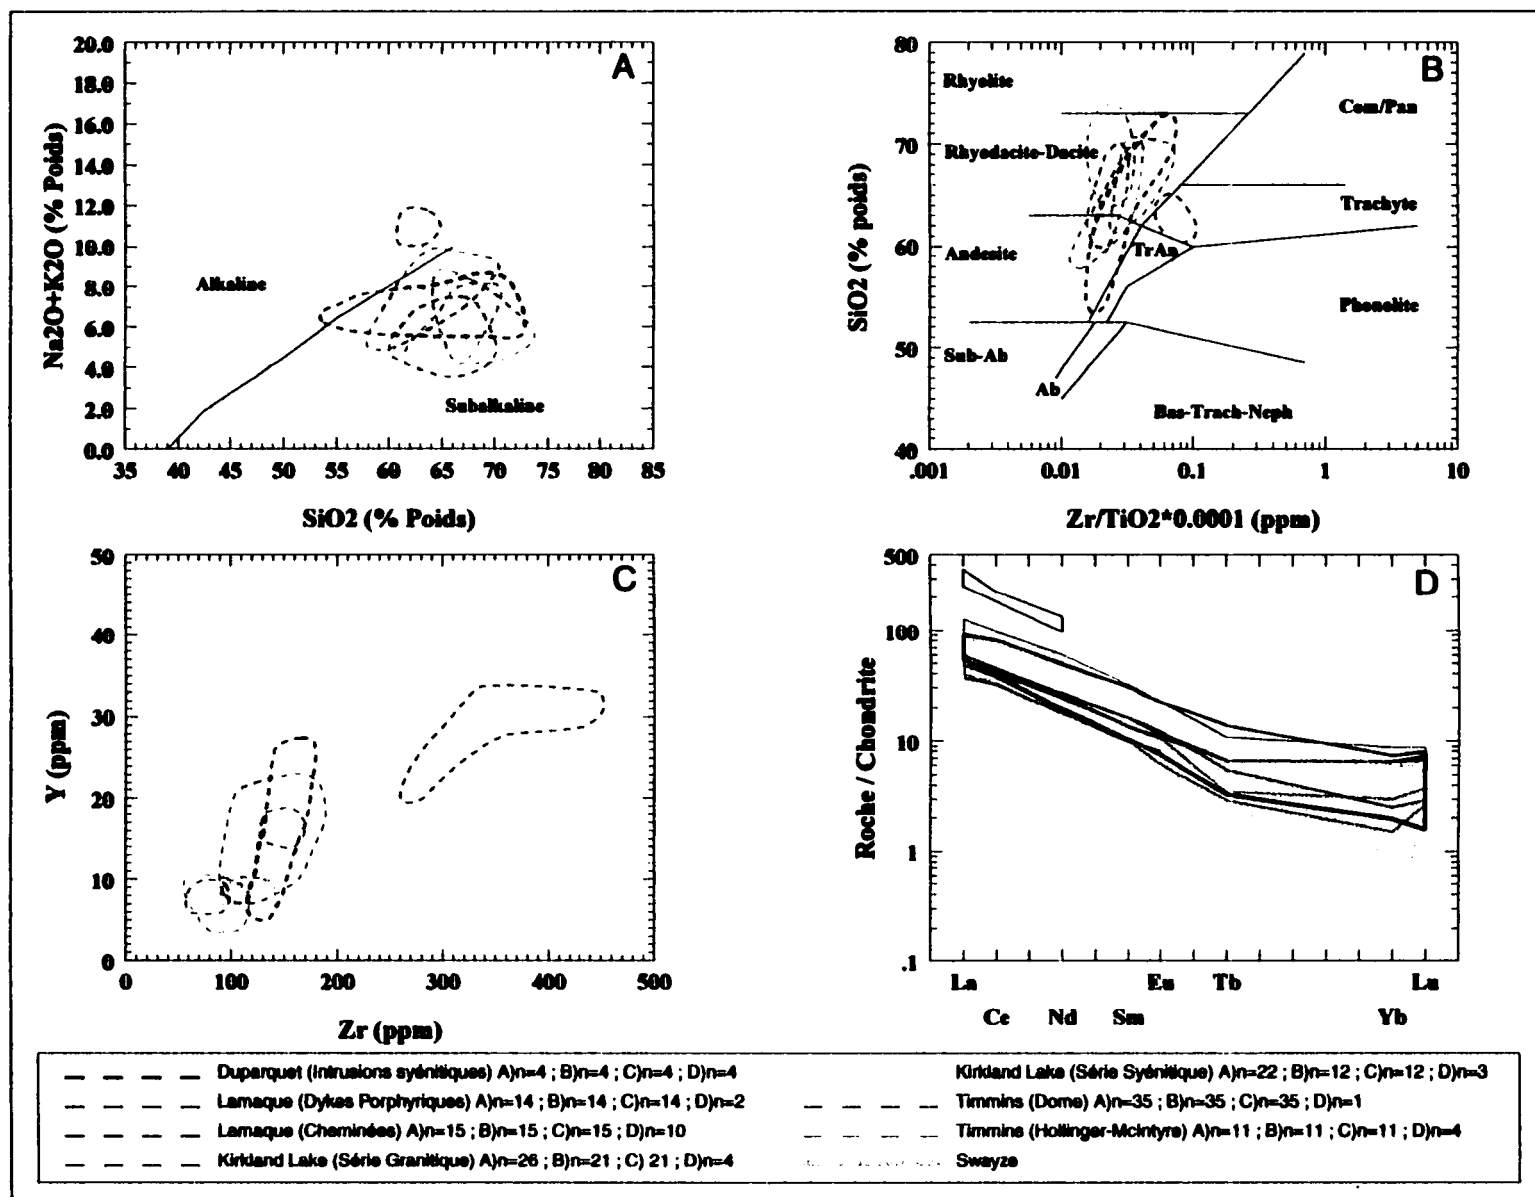 A
Na2O+K2O (% Poids)
20.0
18.0
16.0
14.0
12.0
10.0
8.0
6.0
4.0
2.0
0.0
Alkaline
Subalkaline
35 40 45 50 55 60 65 70 75 80 85
SiO2 (% Poids)
B
SiO2 (% poids)
80
70
60
50
40
Rhyolite
Com/Pan
Rhyodacite-Dacite
Trachyte
Andesite
TrAn
Phonolite
Sub-Ab
Ab
Bas-Trach-Neph
.001 0.01 0.1 1 10
Zr/TiO2*0.0001 (ppm)
C
Y (ppm)
50
40
30
20
10
0
0 100 200 300 400 500
Zr (ppm)
D
Roche / Chondrite
500
100
10
1
.1
La Eu Tb Lu
Ce Nd Sm Yb
Duparquet (Intrusions syénitiques) A)n=4 ; B)n=4 ; C)n=4 ; D)n=4
Lamaque (Dykes Porphyriques) A)n=14 ; B)n=14 ; C)n=14 ; D)n=2
Lamaque (Cheminées) A)n=15 ; B)n=15 ; C)n=15 ; D)n=10
Kirkland Lake (Série Granitique) A)n=26 ; B)n=21 ; C) 21 ; D)n=4
Kirkland Lake (Série Syénitique) A)n=22 ; B)n=12 ; C)n=12 ; D)n=3
Timmins (Dome) A)n=35 ; B)n=35 ; C)n=35 ; D)n=1
Timmins (Hollinger-McIntyre) A)n=11 ; B)n=11 ; C)n=11 ; D)n=4
Swayze